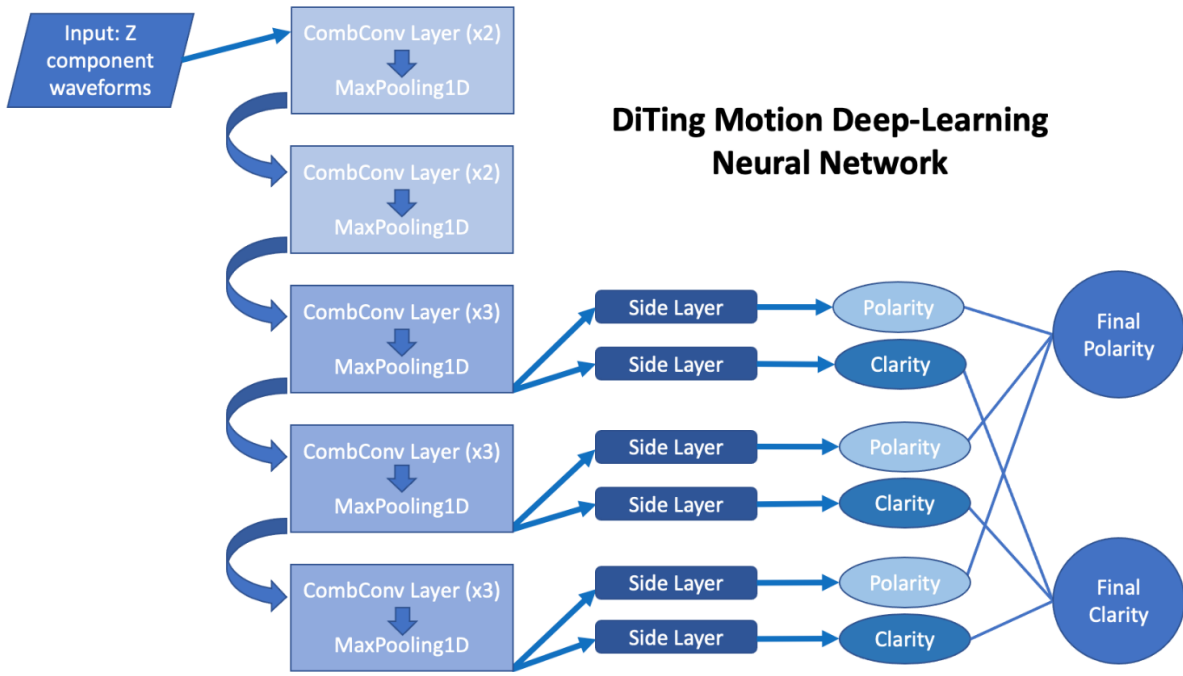 Input: Z
component
waveforms
CombConv Layer (x2)
MaxPooling1D
DiTing Motion Deep-Learning
Neural Network
CombConv Layer (x2)
MaxPooling1D
CombConv Layer (x3)
MaxPooling1D
Side Layer
Polarity
Side Layer
Clarity
Final
Polarity
CombConv Layer (x3)
MaxPooling1D
Side Layer
Polarity
Side Layer
Clarity
CombConv Layer (x3)
MaxPooling1D
Side Layer
Polarity
Side Layer
Clarity
Final
Clarity